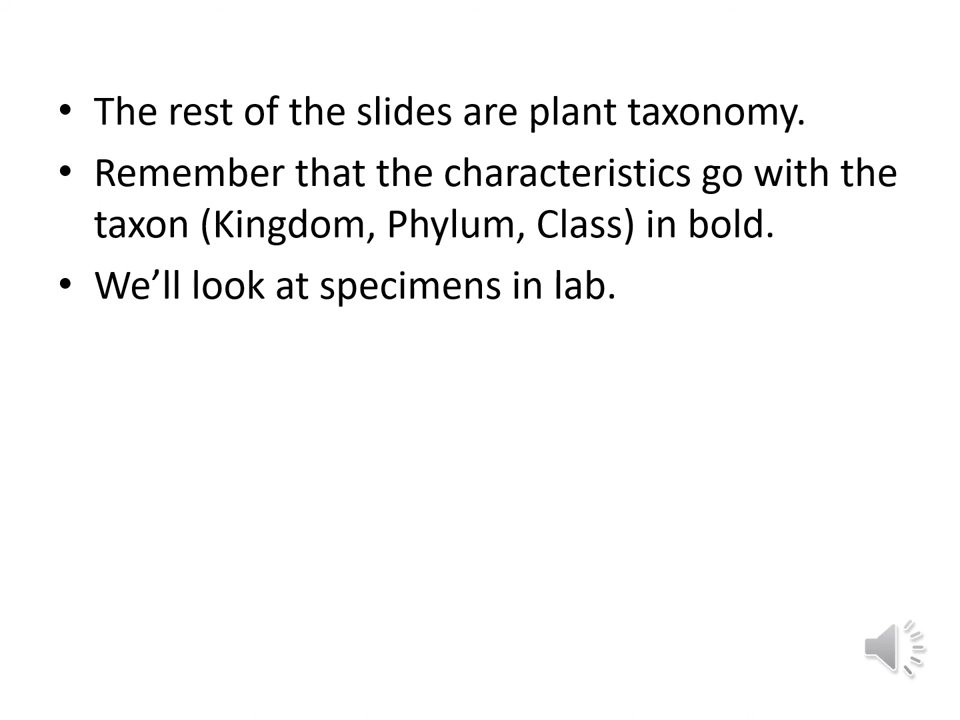 • The rest of the slides are plant taxonomy.
• Remember that the characteristics go with the
taxon (Kingdom, Phylum, Class) in bold.
• We’ll look at specimens in lab.